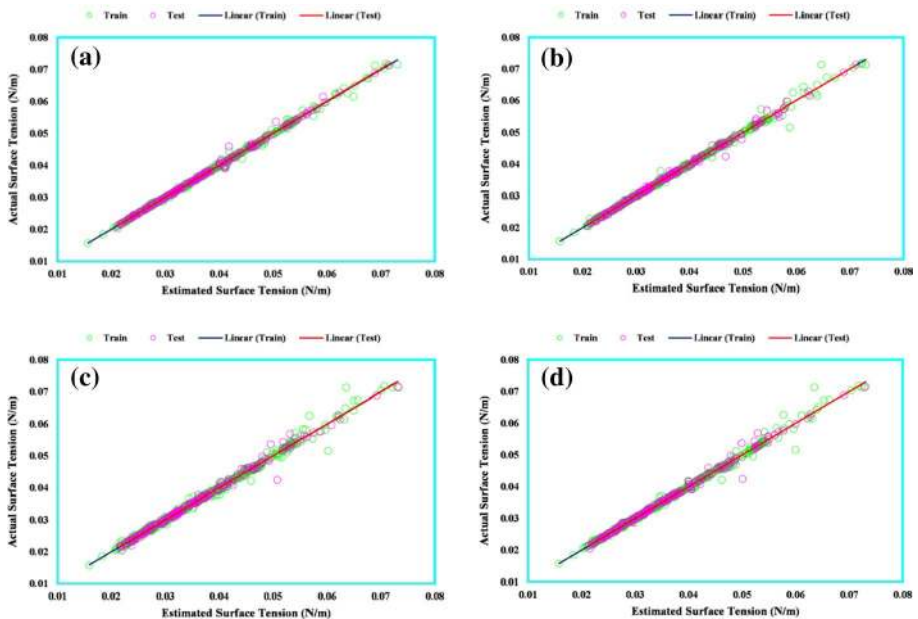 Train Test Linear (Train) Linear (Test)
Train Test Linear (Train) Linear (Test)
(a)
(b)
Actual Surface Tension (N/m)
0.08
0.07
0.06
0.05
0.04
0.03
0.02
0.01
0.01 0.02 0.03 0.04 0.05 0.06 0.07 0.08
Estimated Surface Tension (N/m)
Actual Surface Tension (N/m)
0.08
0.07
0.06
0.05
0.04
0.03
0.02
0.01
0.01 0.02 0.03 0.04 0.05 0.06 0.07 0.08
Estimated Surface Tension (N/m)
Train Test Linear (Train) Linear (Test)
Train Test Linear (Train) Linear (Test)
(c)
(d)
Actual Surface Tension (N/m)
0.08
0.07
0.06
0.05
0.04
0.03
0.02
0.01
0.01 0.02 0.03 0.04 0.05 0.06 0.07 0.08
Estimated Surface Tension (N/m)
Actual Surface Tension (N/m)
0.08
0.07
0.06
0.05
0.04
0.03
0.02
0.01
0.01 0.02 0.03 0.04 0.05 0.06 0.07 0.08
Estimated Surface Tension (N/m)